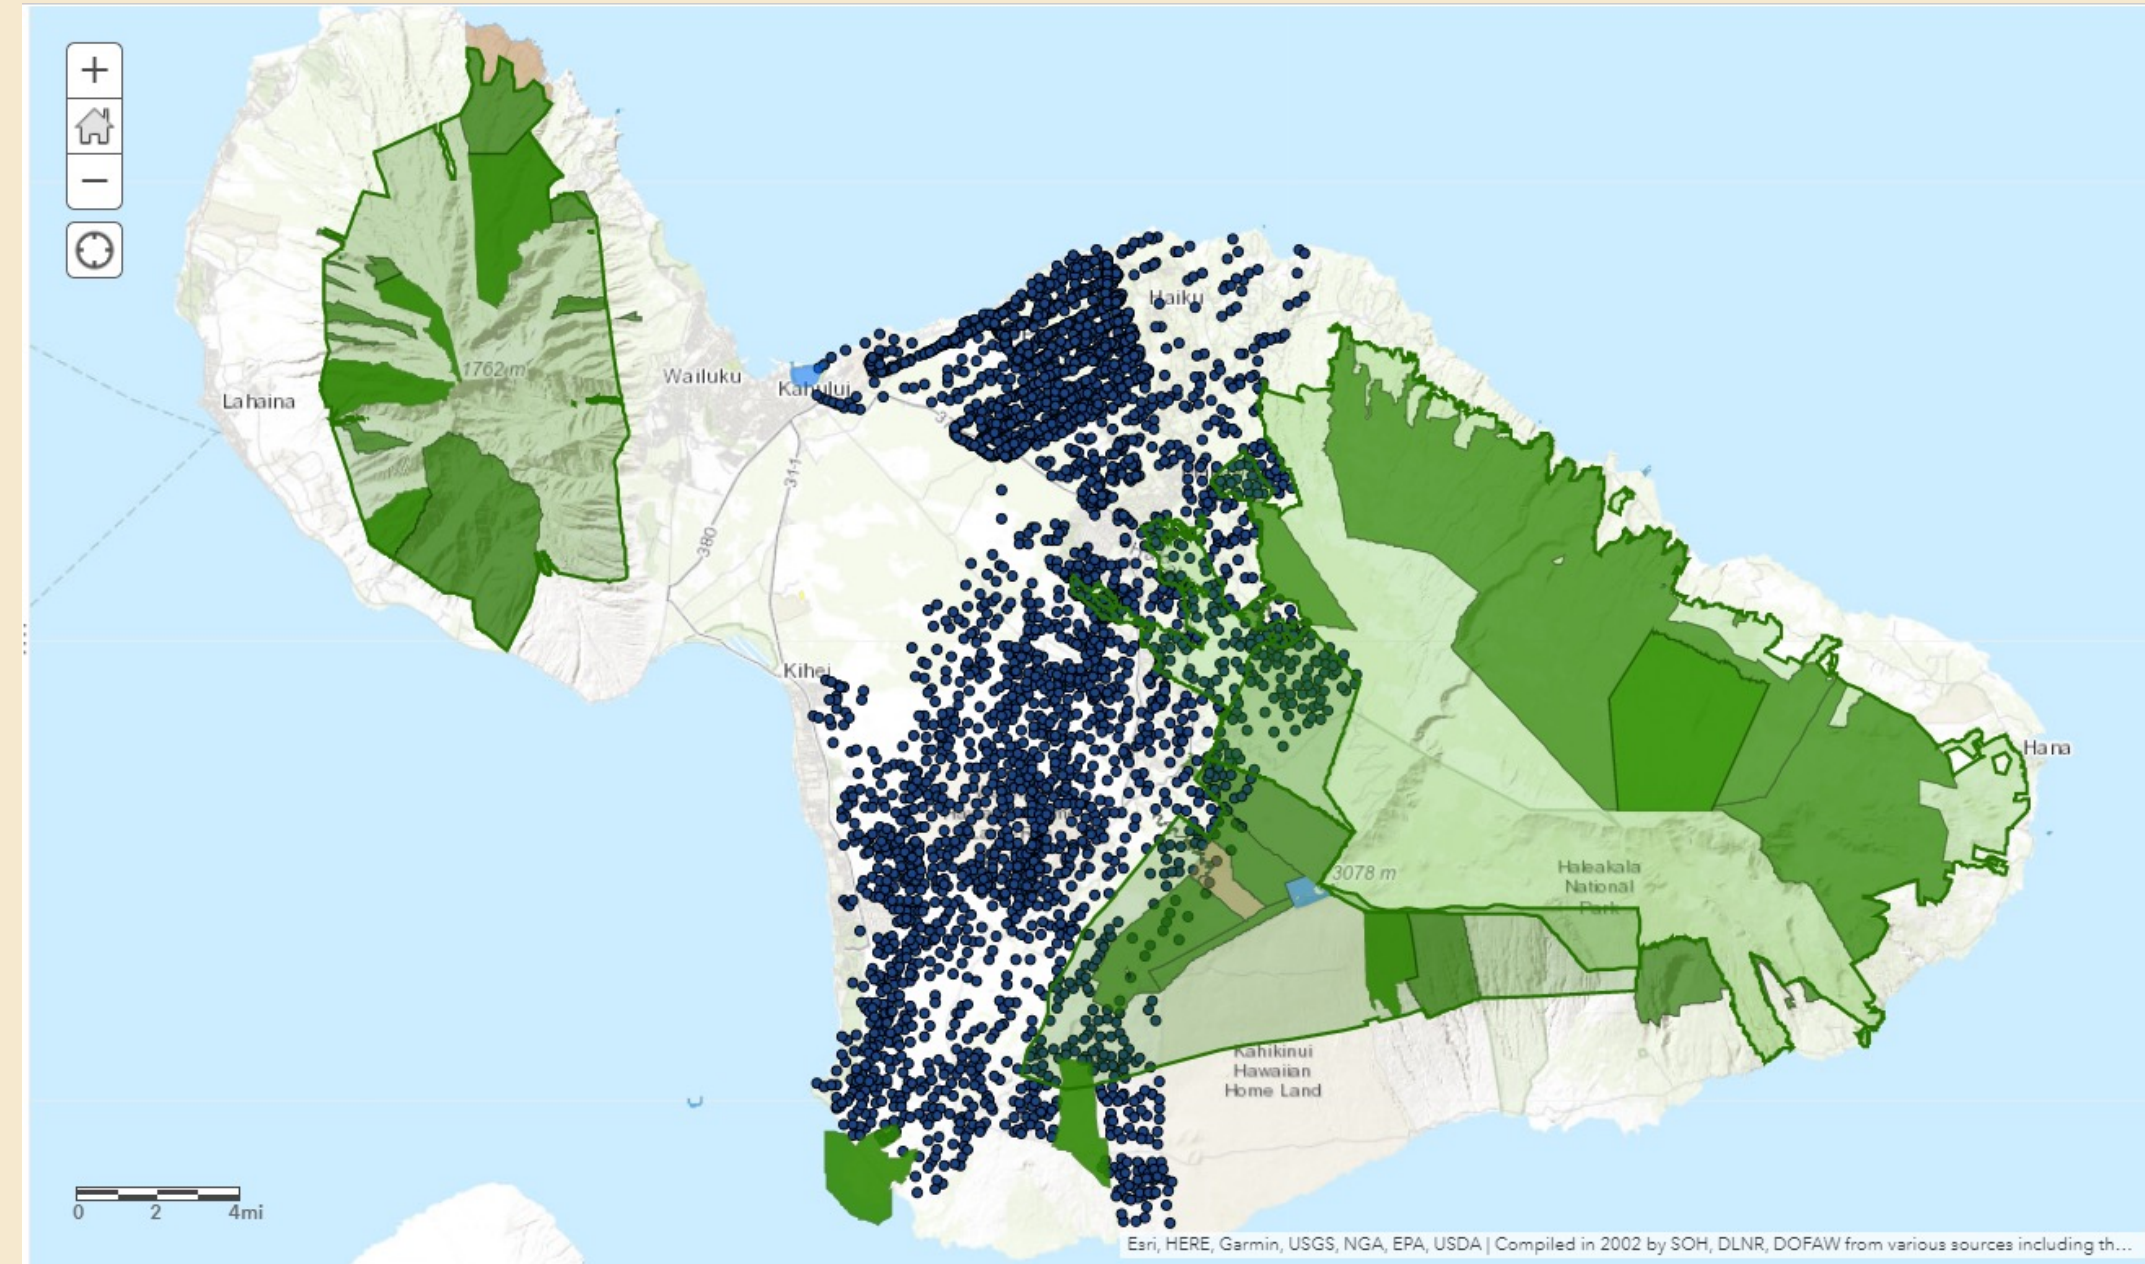 +
−
Haiku
1762 m
Wailuku
Kahului
Lahaina
37
311
380
Kihei
Hana
3078 m
Haleakala
National
Park
Kahikinui
Hawaiian
Home Land
0 2 4mi
Esri, HERE, Garmin, USGS, NGA, EPA, USDA | Compiled in 2002 by SOH, DLNR, DOFAW from various sources including th...